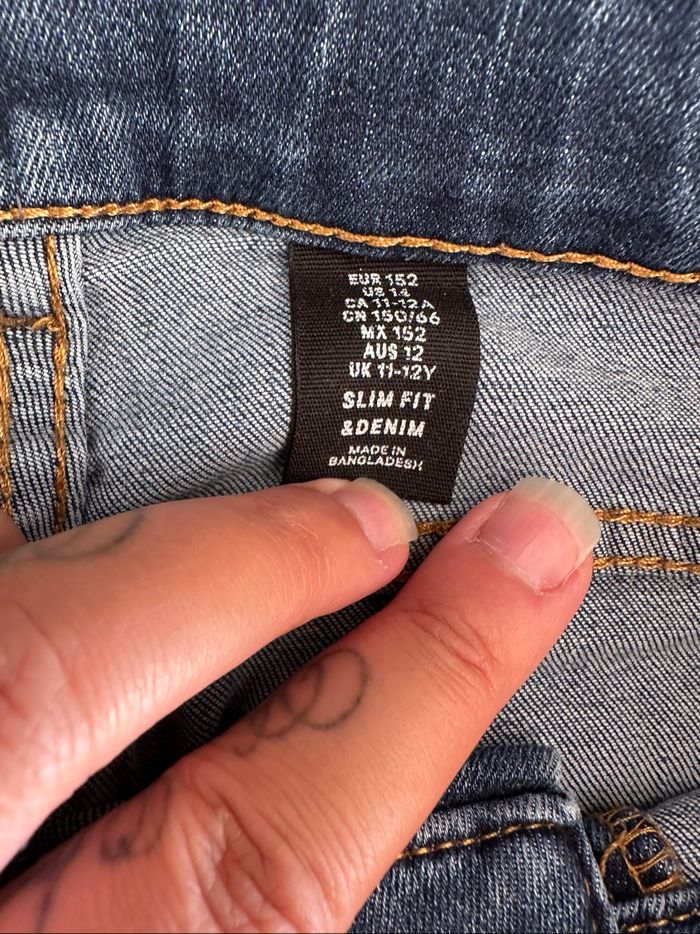 EUR 152
US 14
CA 11-12A
CN 150/66
MX 152
AUS 12
UK 11-12Y
SLIM FIT
&DENIM
MADE IN
BANGLADESH